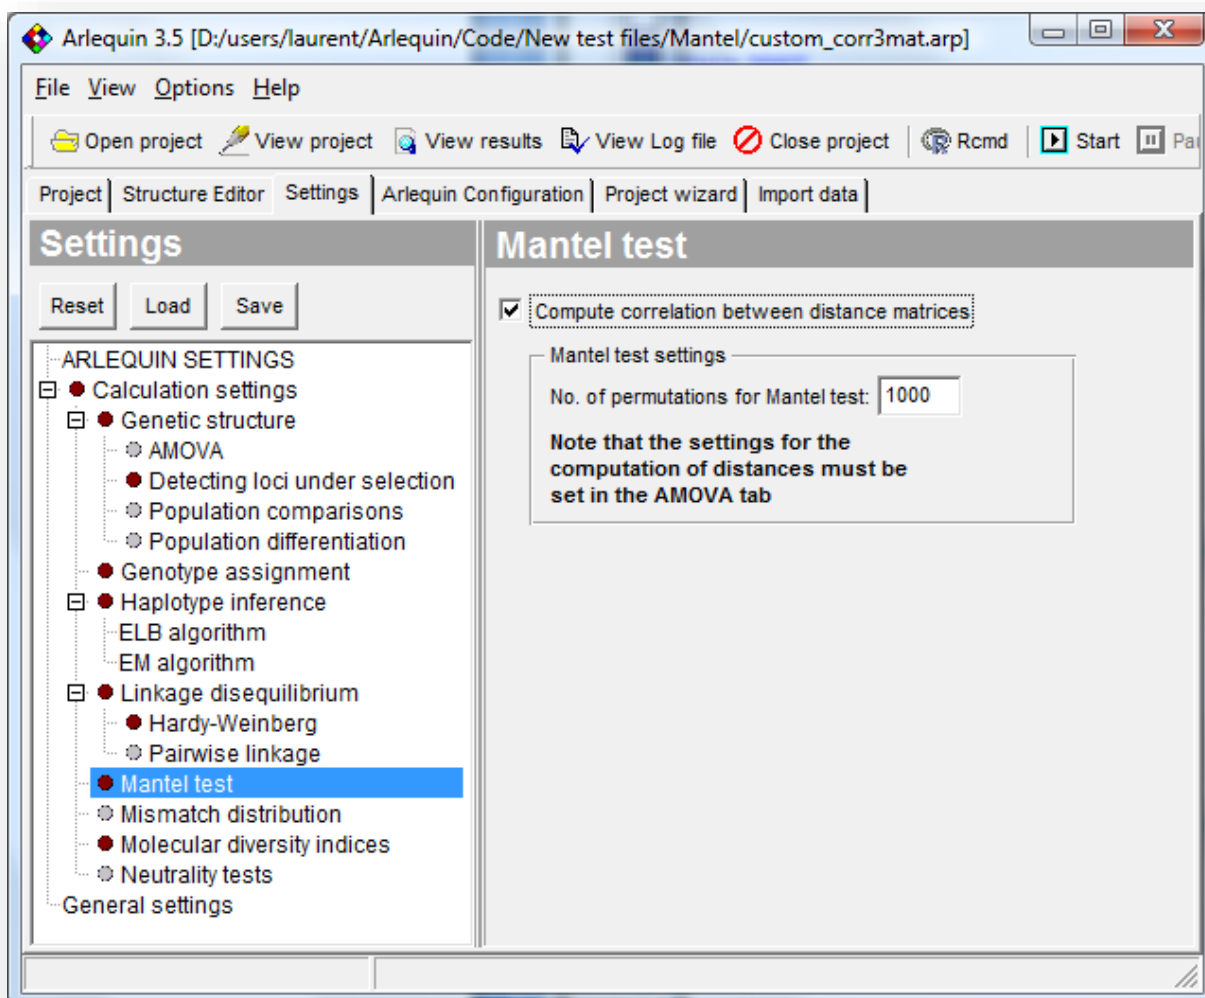 Arlequin 3.5 [D:/users/laurent/Arlequin/Code/New test files/Mantel/custom_corr3mat.arp]
File View Options Help
Open project View project View results View Log file Close project Rcmd Start
Project Structure Editor Settings Arlequin Configuration Project wizard Import data
Settings
Reset Load Save
ARLEQUIN SETTINGS
Calculation settings
Genetic structure
AMOVA
Detecting loci under selection
Population comparisons
Population differentiation
Genotype assignment
Haplotype inference
ELB algorithm
EM algorithm
Linkage disequilibrium
Hardy-Weinberg
Pairwise linkage
Mantel test
Mismatch distribution
Molecular diversity indices
Neutrality tests
General settings
Mantel test
Compute correlation between distance matrices
Mantel test settings
No. of permutations for Mantel test: 1000
Note that the settings for the
computation of distances must be
set in the AMOVA tab